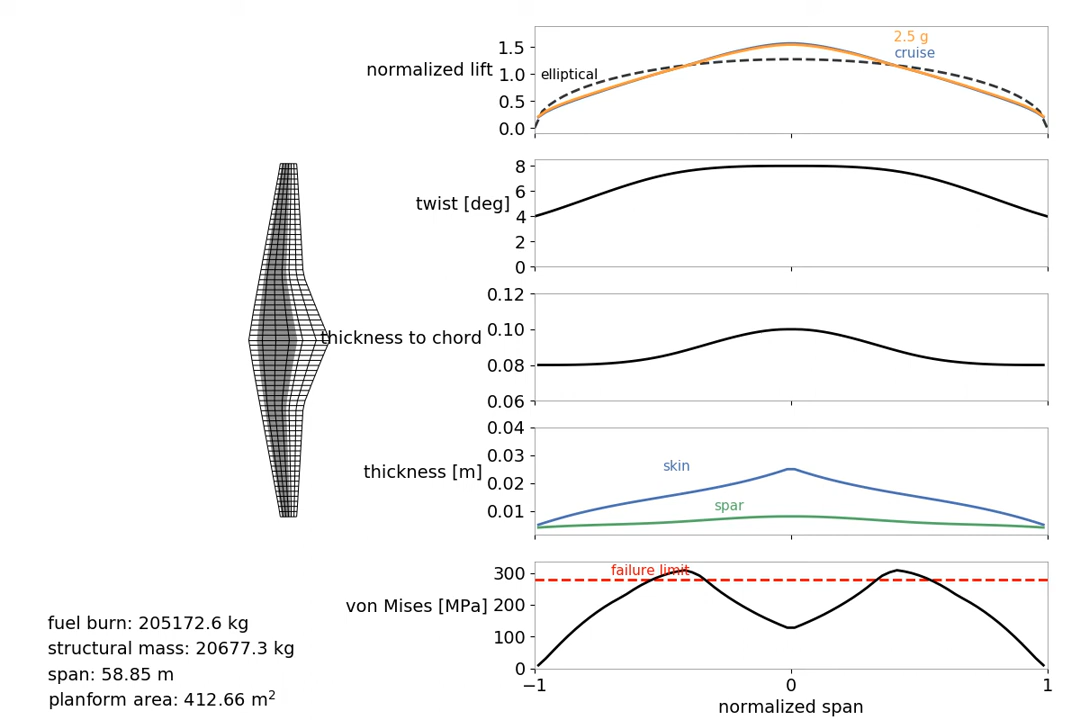 1.5
1.0
0.5
0.0
normalized lift
elliptical
2.5 g
cruise
8
6
4
2
0
twist [deg]
0.12
0.10
0.08
0.06
thickness to chord
0.04
0.03
0.02
0.01
thickness [m]
skin
spar
300
200
100
0
von Mises [MPa]
failure limit
−1 0 1
normalized span
fuel burn: 205172.6 kg
structural mass: 20677.3 kg
span: 58.85 m
planform area: 412.66 m²